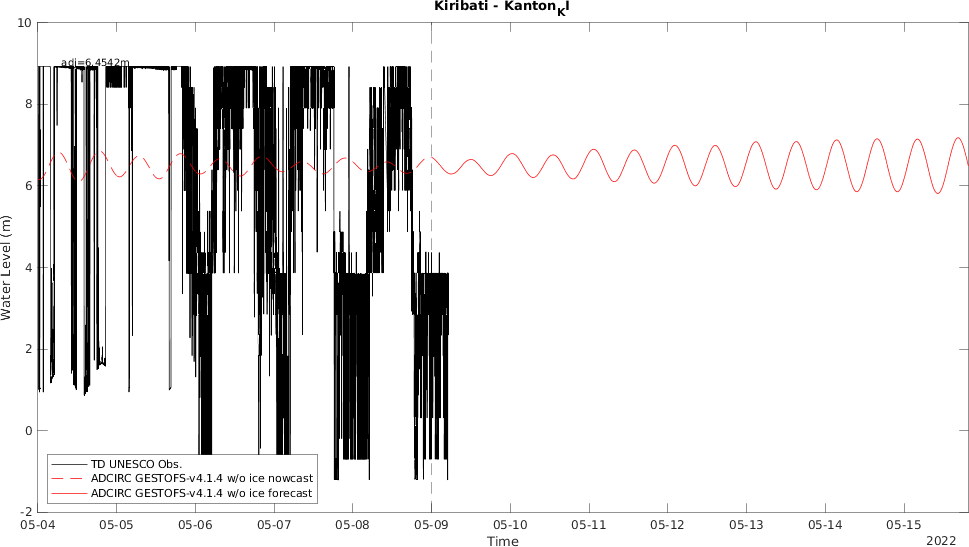 Kiribati - Kanton_KI
10
8
6
4
2
0
-2
Water Level (m)
adj=6.4542m
TD UNESCO Obs.
ADCIRC GESTOFS-v4.1.4 w/o ice nowcast
ADCIRC GESTOFS-v4.1.4 w/o ice forecast
05-04 05-05 05-06 05-07 05-08 05-09 05-10 05-11 05-12 05-13 05-14 05-15
Time
2022